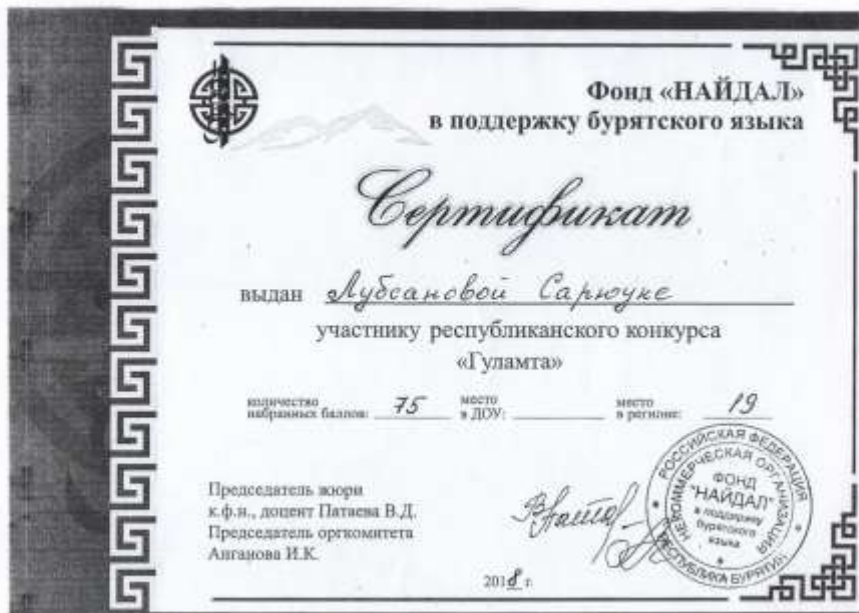 Фонд «НАЙДАЛ»
в поддержку бурятского языка
Сертификат
выдан Лубсановой Сарюуне
участнику республиканского конкурса
«Гуламта»
количество набранных баллов: 75 место в ДОУ: место в регионе: 19
Председатель жюри
к.ф.н., доцент Патаева В.Д.
Председатель оргкомитета
Анганова И.К.
2018 г.
РОССИЙСКАЯ ФЕДЕРАЦИЯ
РЕСПУБЛИКА БУРЯТИЯ
НЕКОММЕРЧЕСКАЯ ОРГАНИЗАЦИЯ
ФОНД
"НАЙДАЛ"
в поддержку
бурятского
языка